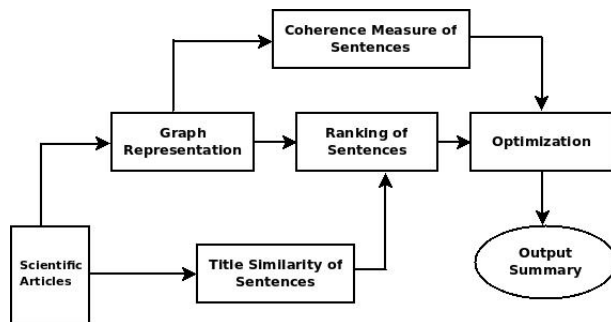 Coherence Measure of
Sentences
Graph
Representation
Ranking of
Sentences
Optimization
Scientific
Articles
Title Similarity of
Sentences
Output
Summary